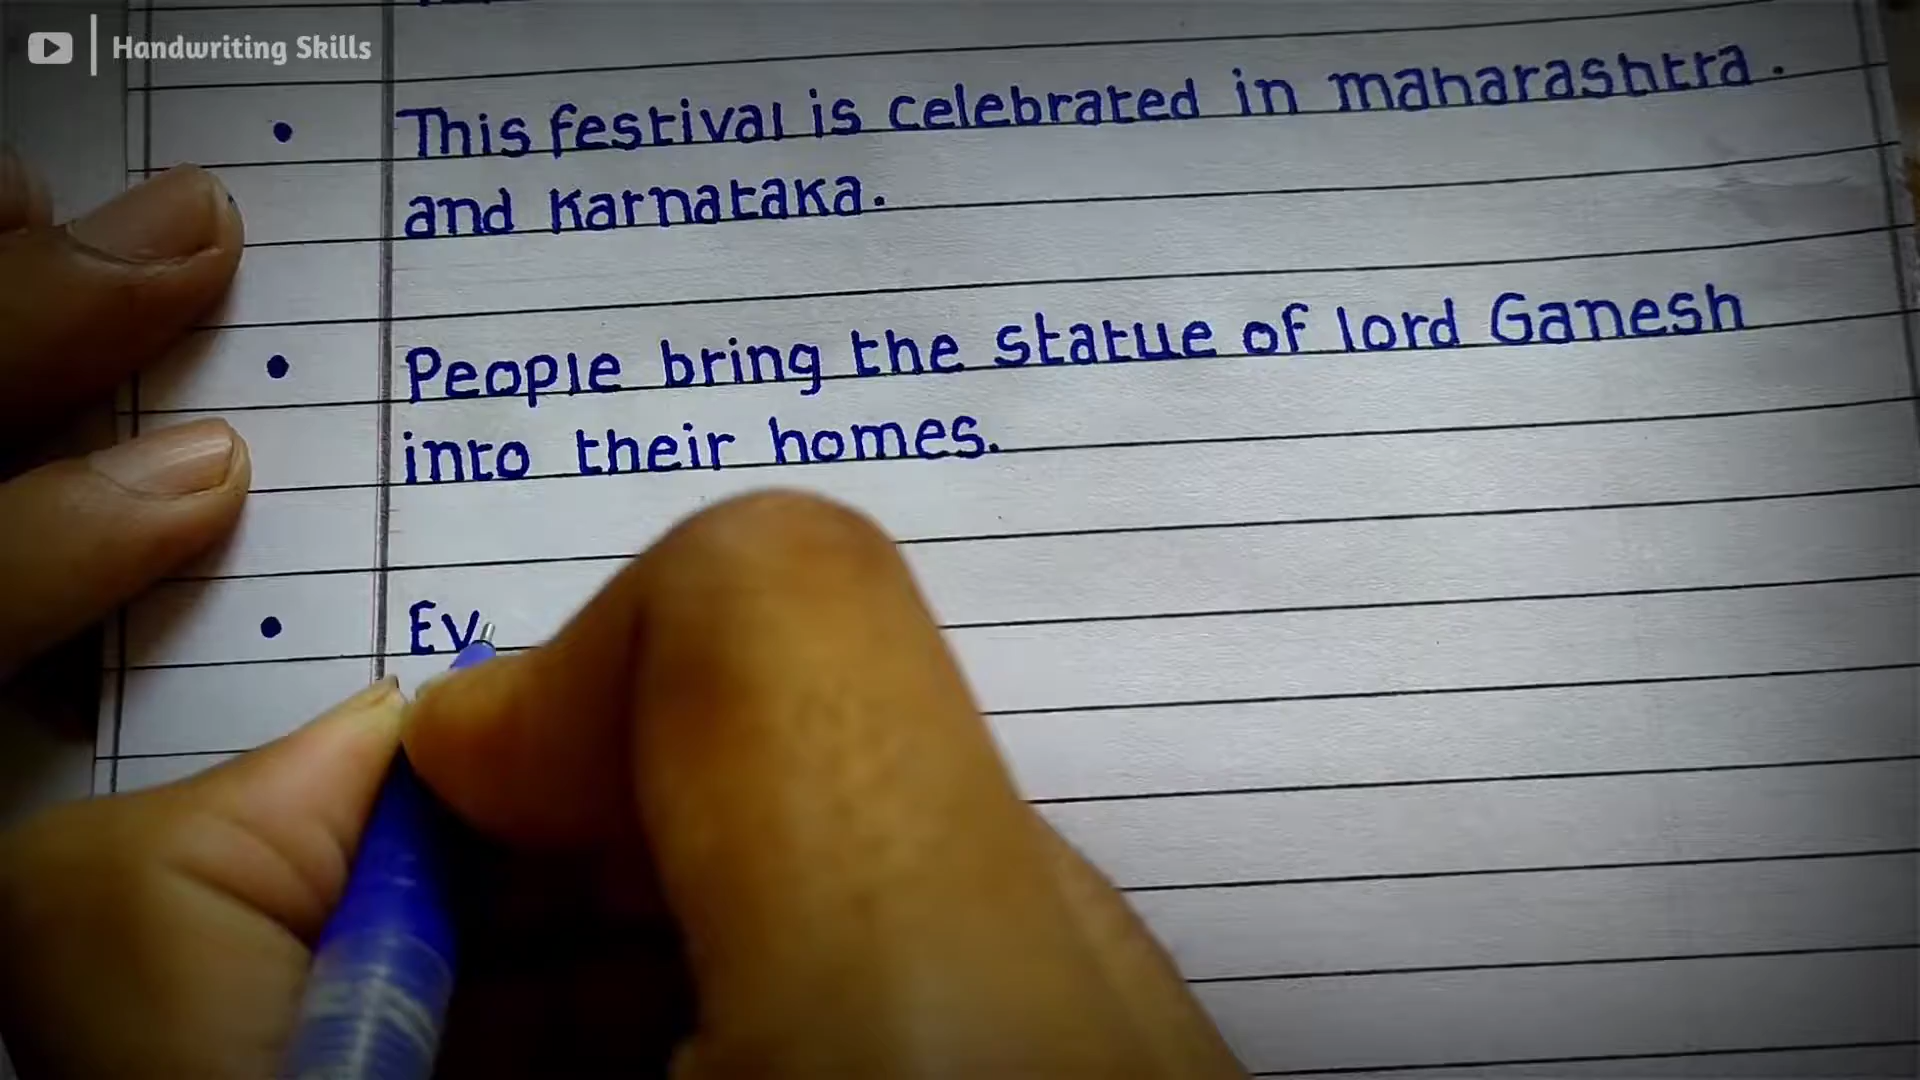 Handwriting Skills
• This festival is celebrated in maharashtra.
and Karnataka.
• People bring the statue of lord Ganesh
into their homes.
• Ev